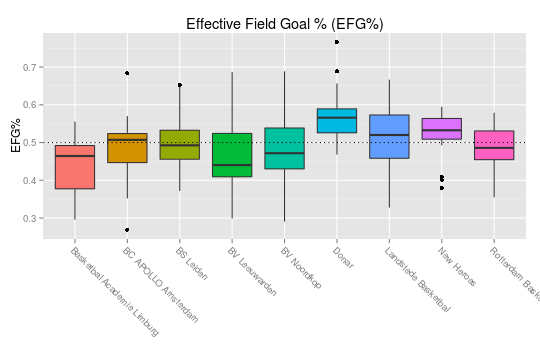 Effective Field Goal % (EFG%)
EFG%
0.7
0.6
0.5
0.4
0.3
Basketbal Academie Limburg
BC APOLLO Amsterdam
BS Leiden
BV Leeuwarden
BV Noordkop
Donar
Landstede Basketbal
New Heroes
Rotterdam